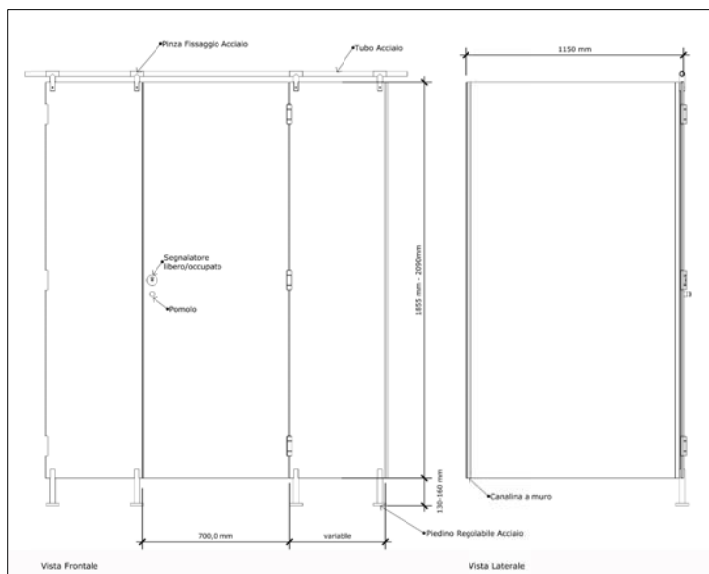 Pinza Fissaggio Acciaio
Tubo Acciaio
1150 mm
Segnalatore
libero/occupato
Pomolo
1855 mm - 2090mm
130-160 mm
Canalina a muro
700,0 mm
variable
Piedino Regolabile Acciaio
Vista Frontale
Vista Laterale